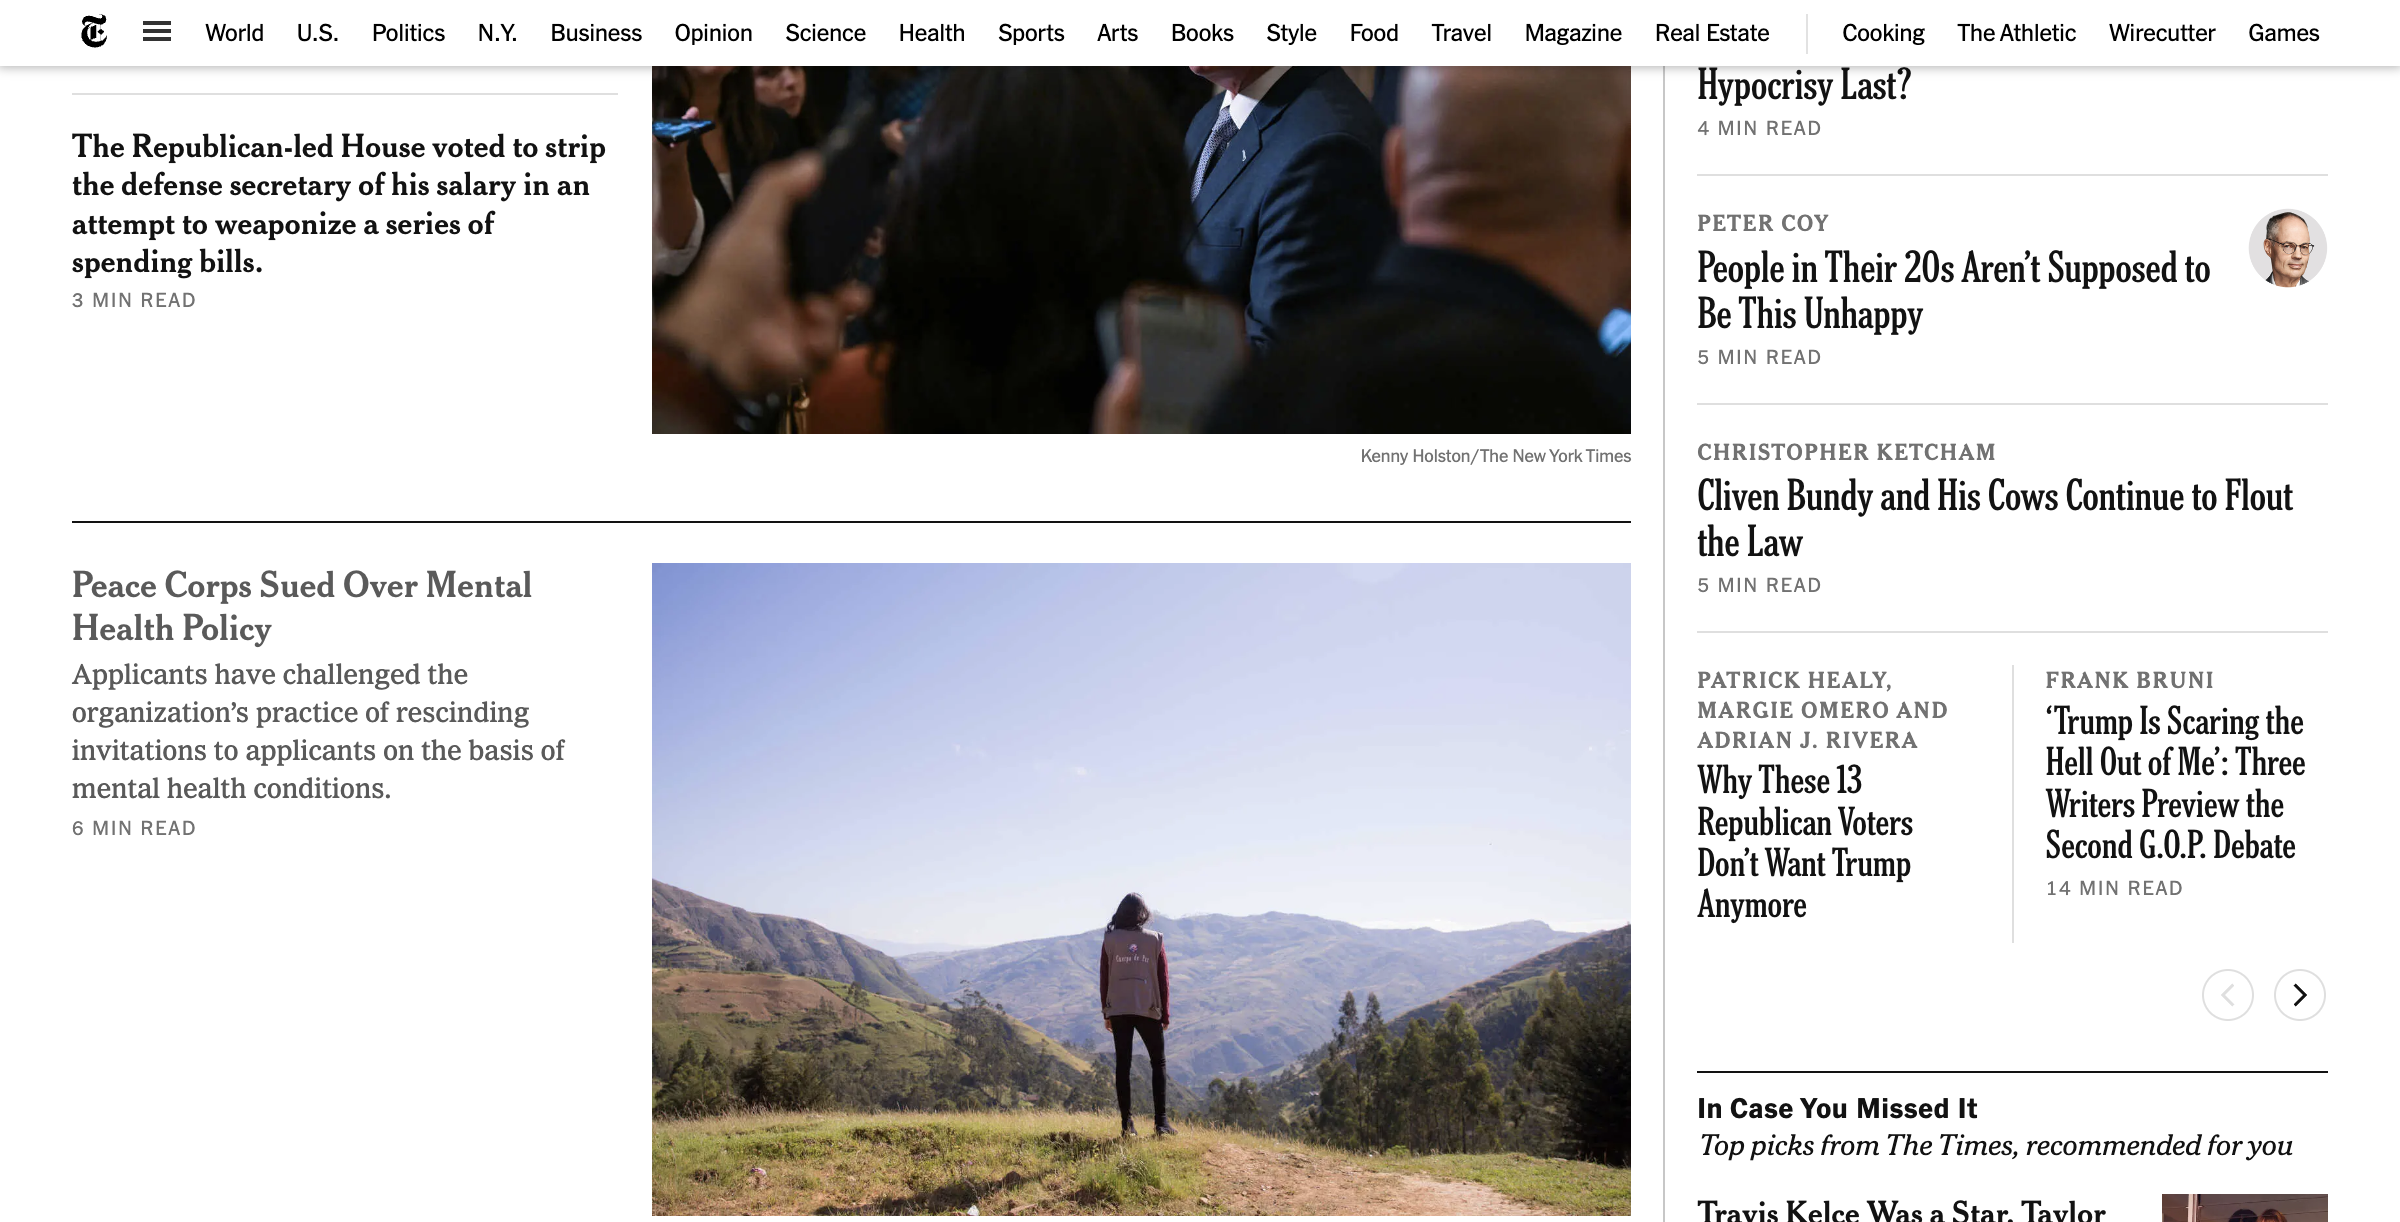 World U.S. Politics N.Y. Business Opinion Science Health Sports Arts Books Style Food Travel Magazine Real Estate Cooking The Athletic Wirecutter Games
The Republican-led House voted to strip
the defense secretary of his salary in an
attempt to weaponize a series of
spending bills.
3 MIN READ
Kenny Holston/The New York Times
Peace Corps Sued Over Mental
Health Policy
Applicants have challenged the
organization’s practice of rescinding
invitations to applicants on the basis of
mental health conditions.
6 MIN READ
Cuerpo de Paz
Hypocrisy Last?
4 MIN READ
PETER COY
People in Their 20s Aren’t Supposed to
Be This Unhappy
5 MIN READ
CHRISTOPHER KETCHAM
Cliven Bundy and His Cows Continue to Flout
the Law
5 MIN READ
PATRICK HEALY,
MARGIE OMERO AND
ADRIAN J. RIVERA
Why These 13
Republican Voters
Don’t Want Trump
Anymore
FRANK BRUNI
‘Trump Is Scaring the
Hell Out of Me’: Three
Writers Preview the
Second G.O.P. Debate
14 MIN READ
In Case You Missed It
Top picks from The Times, recommended for you
Travis Kelce Was a Star. Taylor